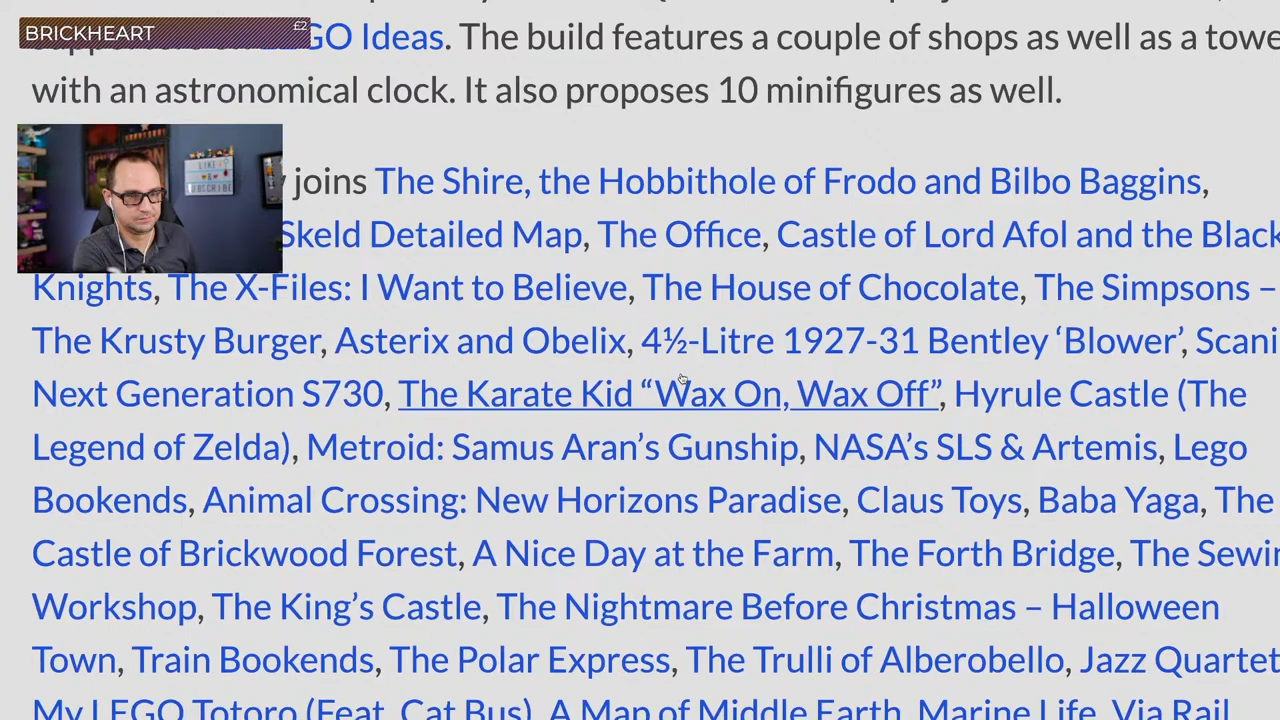 BRICKHEART £2
GO Ideas. The build features a couple of shops as well as a towe
with an astronomical clock. It also proposes 10 minifigures as well.
LIKE
&
SUBSCRIBE
joins The Shire, the Hobbithole of Frodo and Bilbo Baggins,
Skeld Detailed Map, The Office, Castle of Lord Afol and the Black
Knights, The X-Files: I Want to Believe, The House of Chocolate, The Simpsons –
The Krusty Burger, Asterix and Obelix, 4½-Litre 1927-31 Bentley ‘Blower’, Scani
Next Generation S730, The Karate Kid “Wax On, Wax Off”, Hyrule Castle (The
Legend of Zelda), Metroid: Samus Aran’s Gunship, NASA’s SLS & Artemis, Lego
Bookends, Animal Crossing: New Horizons Paradise, Claus Toys, Baba Yaga, The
Castle of Brickwood Forest, A Nice Day at the Farm, The Forth Bridge, The Sewin
Workshop, The King’s Castle, The Nightmare Before Christmas – Halloween
Town, Train Bookends, The Polar Express, The Trulli of Alberobello, Jazz Quartet
My LEGO Totoro (Feat. Cat Bus), A Map of Middle Earth, Marine Life, Via Rail